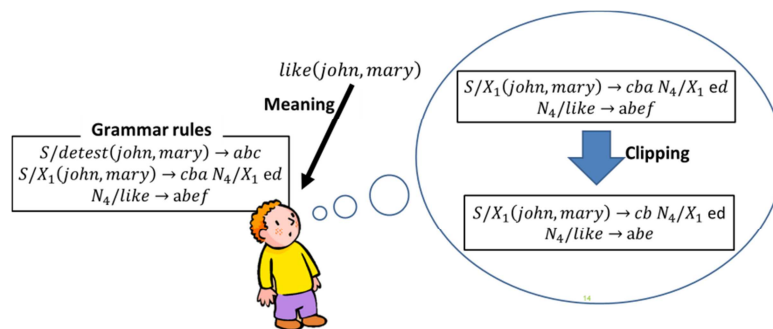 like(john, mary)
Meaning
Grammar rules
S/detest(john, mary) → abc
S/X₁(john, mary) → cba N₄/X₁ ed
N₄/like → abef
S/X₁(john, mary) → cba N₄/X₁ ed
N₄/like → abef
Clipping
S/X₁(john, mary) → cb N₄/X₁ ed
N₄/like → abe
14